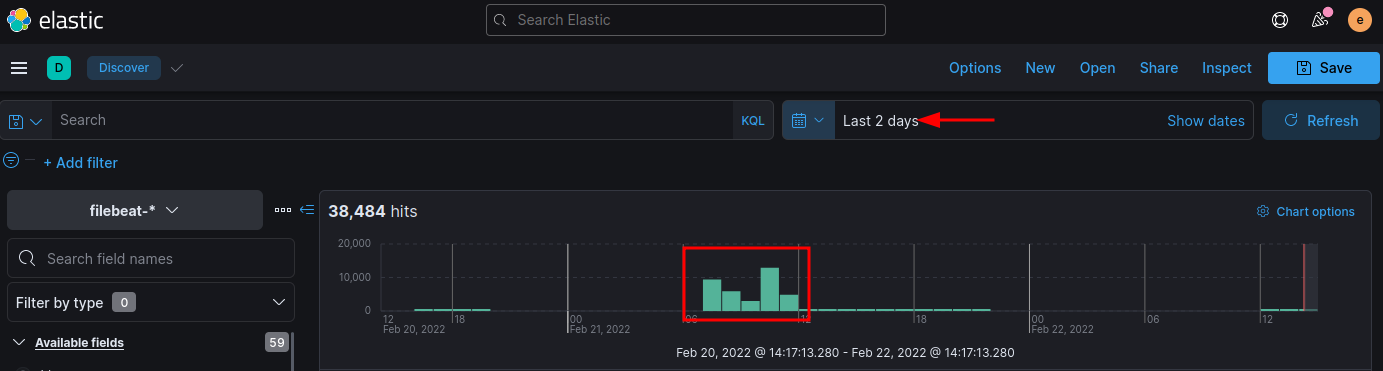 elastic
Search Elastic
e
D
Discover
Options New Open Share Inspect Save
Search
KQL
Last 2 days
Show dates
Refresh
+ Add filter
filebeat-*
Search field names
Filter by type 0
Available fields 59
38,484 hits
Chart options
20,000
10,000
0
12 18 00 06 12 18 00 06 12
Feb 20, 2022 Feb 21, 2022 Feb 22, 2022
Feb 20, 2022 @ 14:17:13.280 - Feb 22, 2022 @ 14:17:13.280